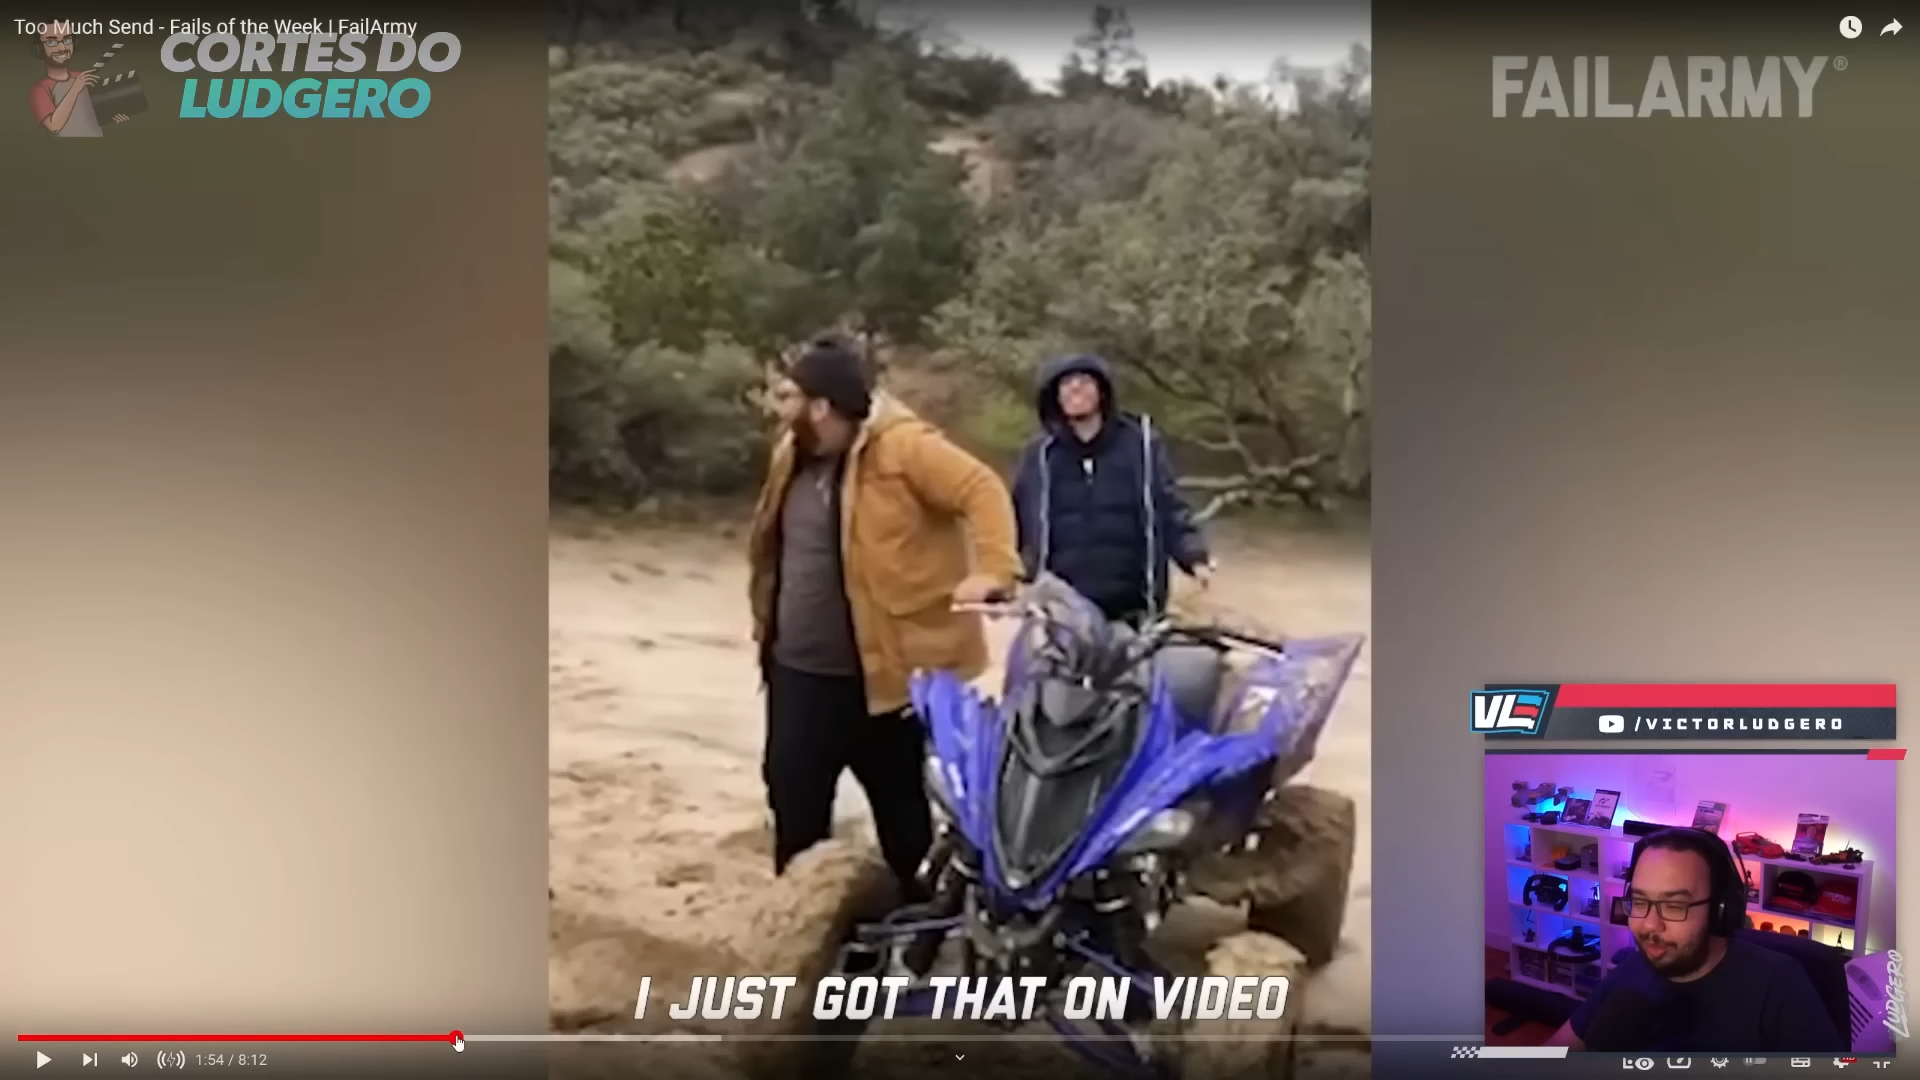 Too Much Send - Fails of the Week | FailArmy
CORTES DO
LUDGERO
FAILARMY®
VLE
/VICTORLUDGERO
LUDGERO
I JUST GOT THAT ON VIDEO
1:54 / 8:12